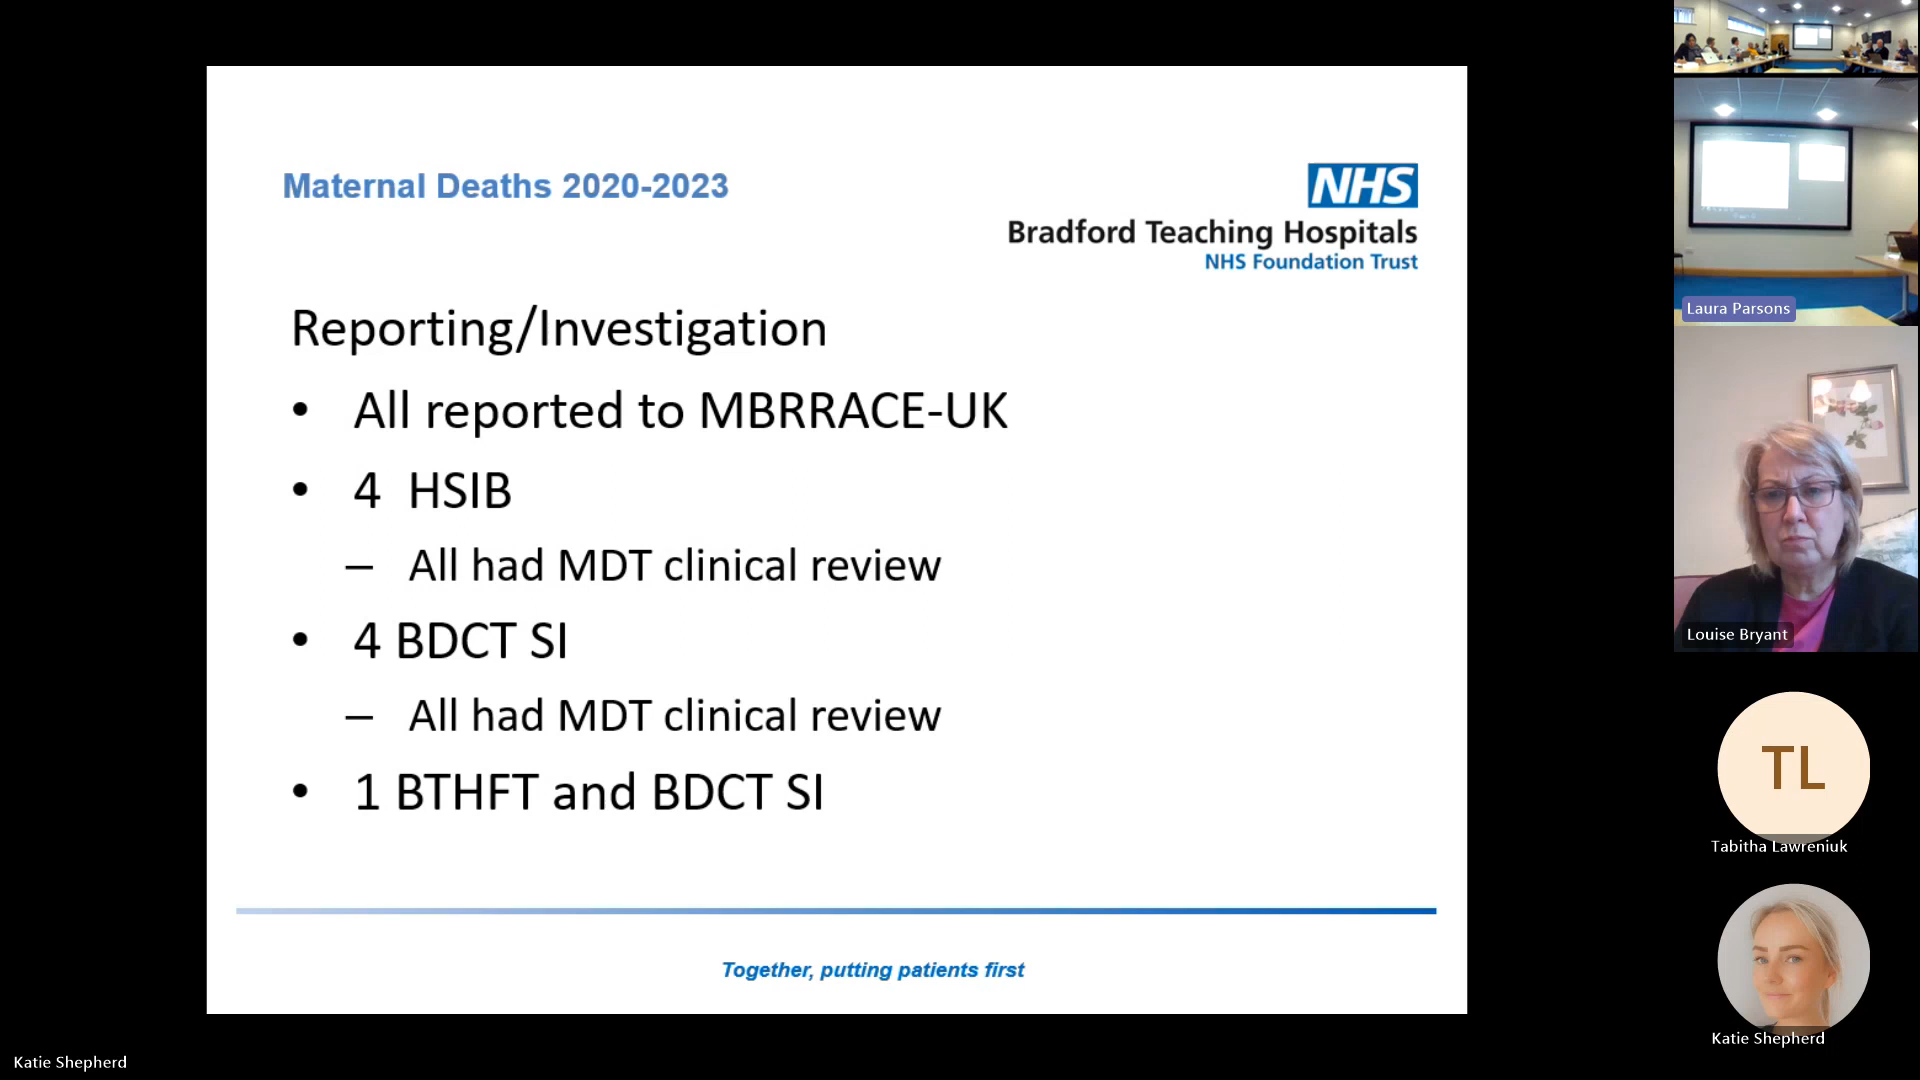 Maternal Deaths 2020-2023
NHS
Bradford Teaching Hospitals
NHS Foundation Trust
Reporting/Investigation
• All reported to MBRRACE-UK
• 4 HSIB
– All had MDT clinical review
• 4 BDCT SI
– All had MDT clinical review
• 1 BTHFT and BDCT SI
Together, putting patients first
Laura Parsons
Louise Bryant
TL
Tabitha Lawreniuk
Katie Shepherd
Katie Shepherd